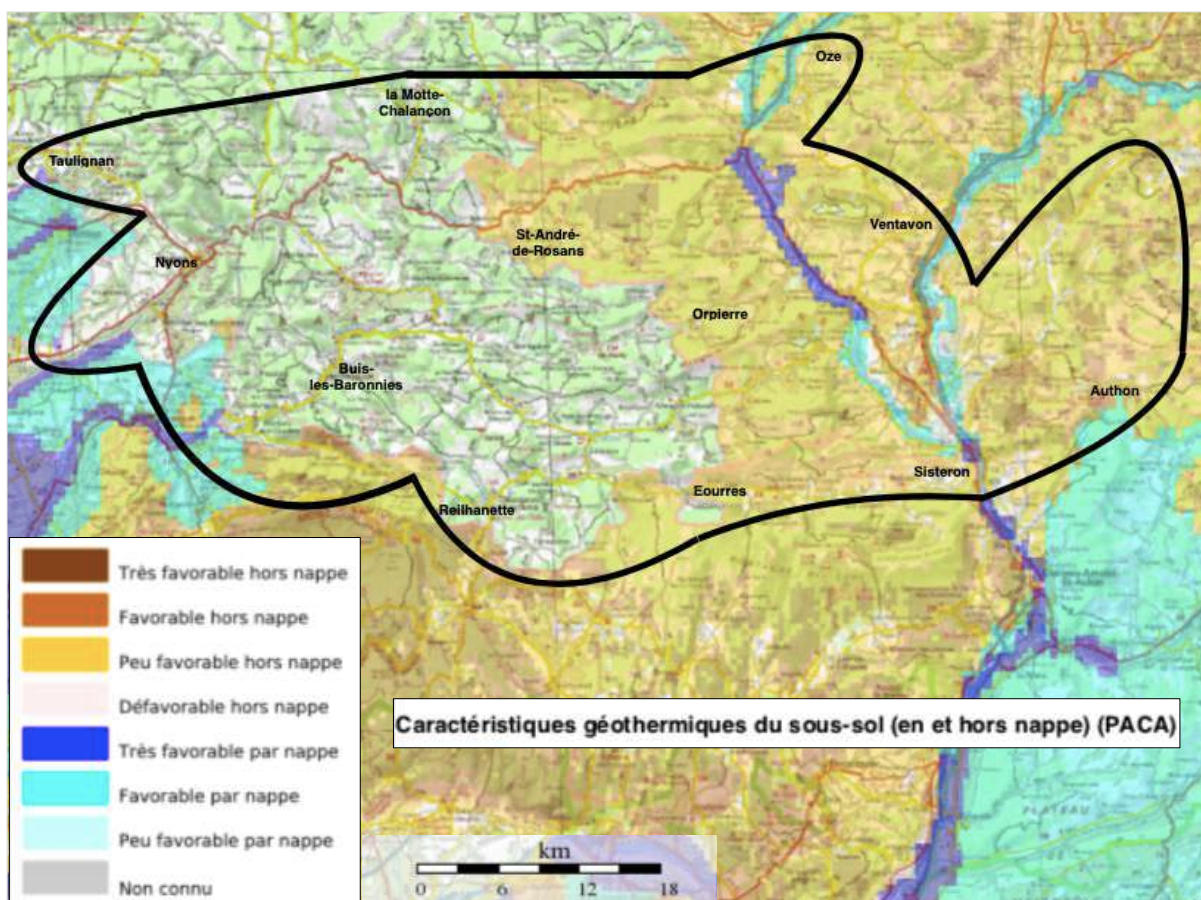 Oze
la Motte-
Chalançon
Taulignan
Ventavon
St-André-
de-Rosans
Nyons
Orpierre
Buis-
les-Baronnies
Authon
Sisteron
Eourres
Reilhanette
Très favorable hors nappe
Favorable hors nappe
Peu favorable hors nappe
Défavorable hors nappe
Très favorable par nappe
Favorable par nappe
Peu favorable par nappe
Non connu
Caractéristiques géothermiques du sous-sol (en et hors nappe) (PACA)
PLATEAU
km
0 6 12 18